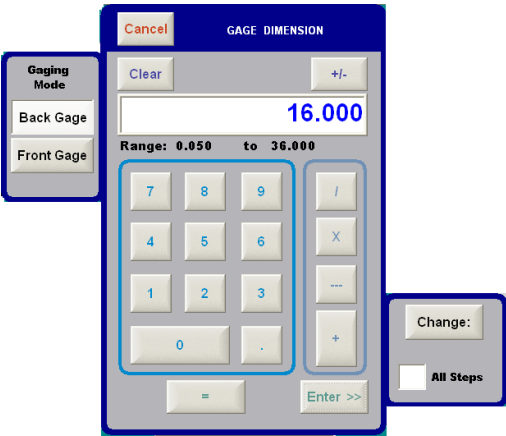 Cancel
GAGE DIMENSION
Gaging
Mode
Back Gage
Front Gage
Clear
+/-
16.000
Range: 0.050 to 36.000
7 8 9 /
4 5 6 X
1 2 3 ---
0 . +
= Enter >>
Change:
All Steps